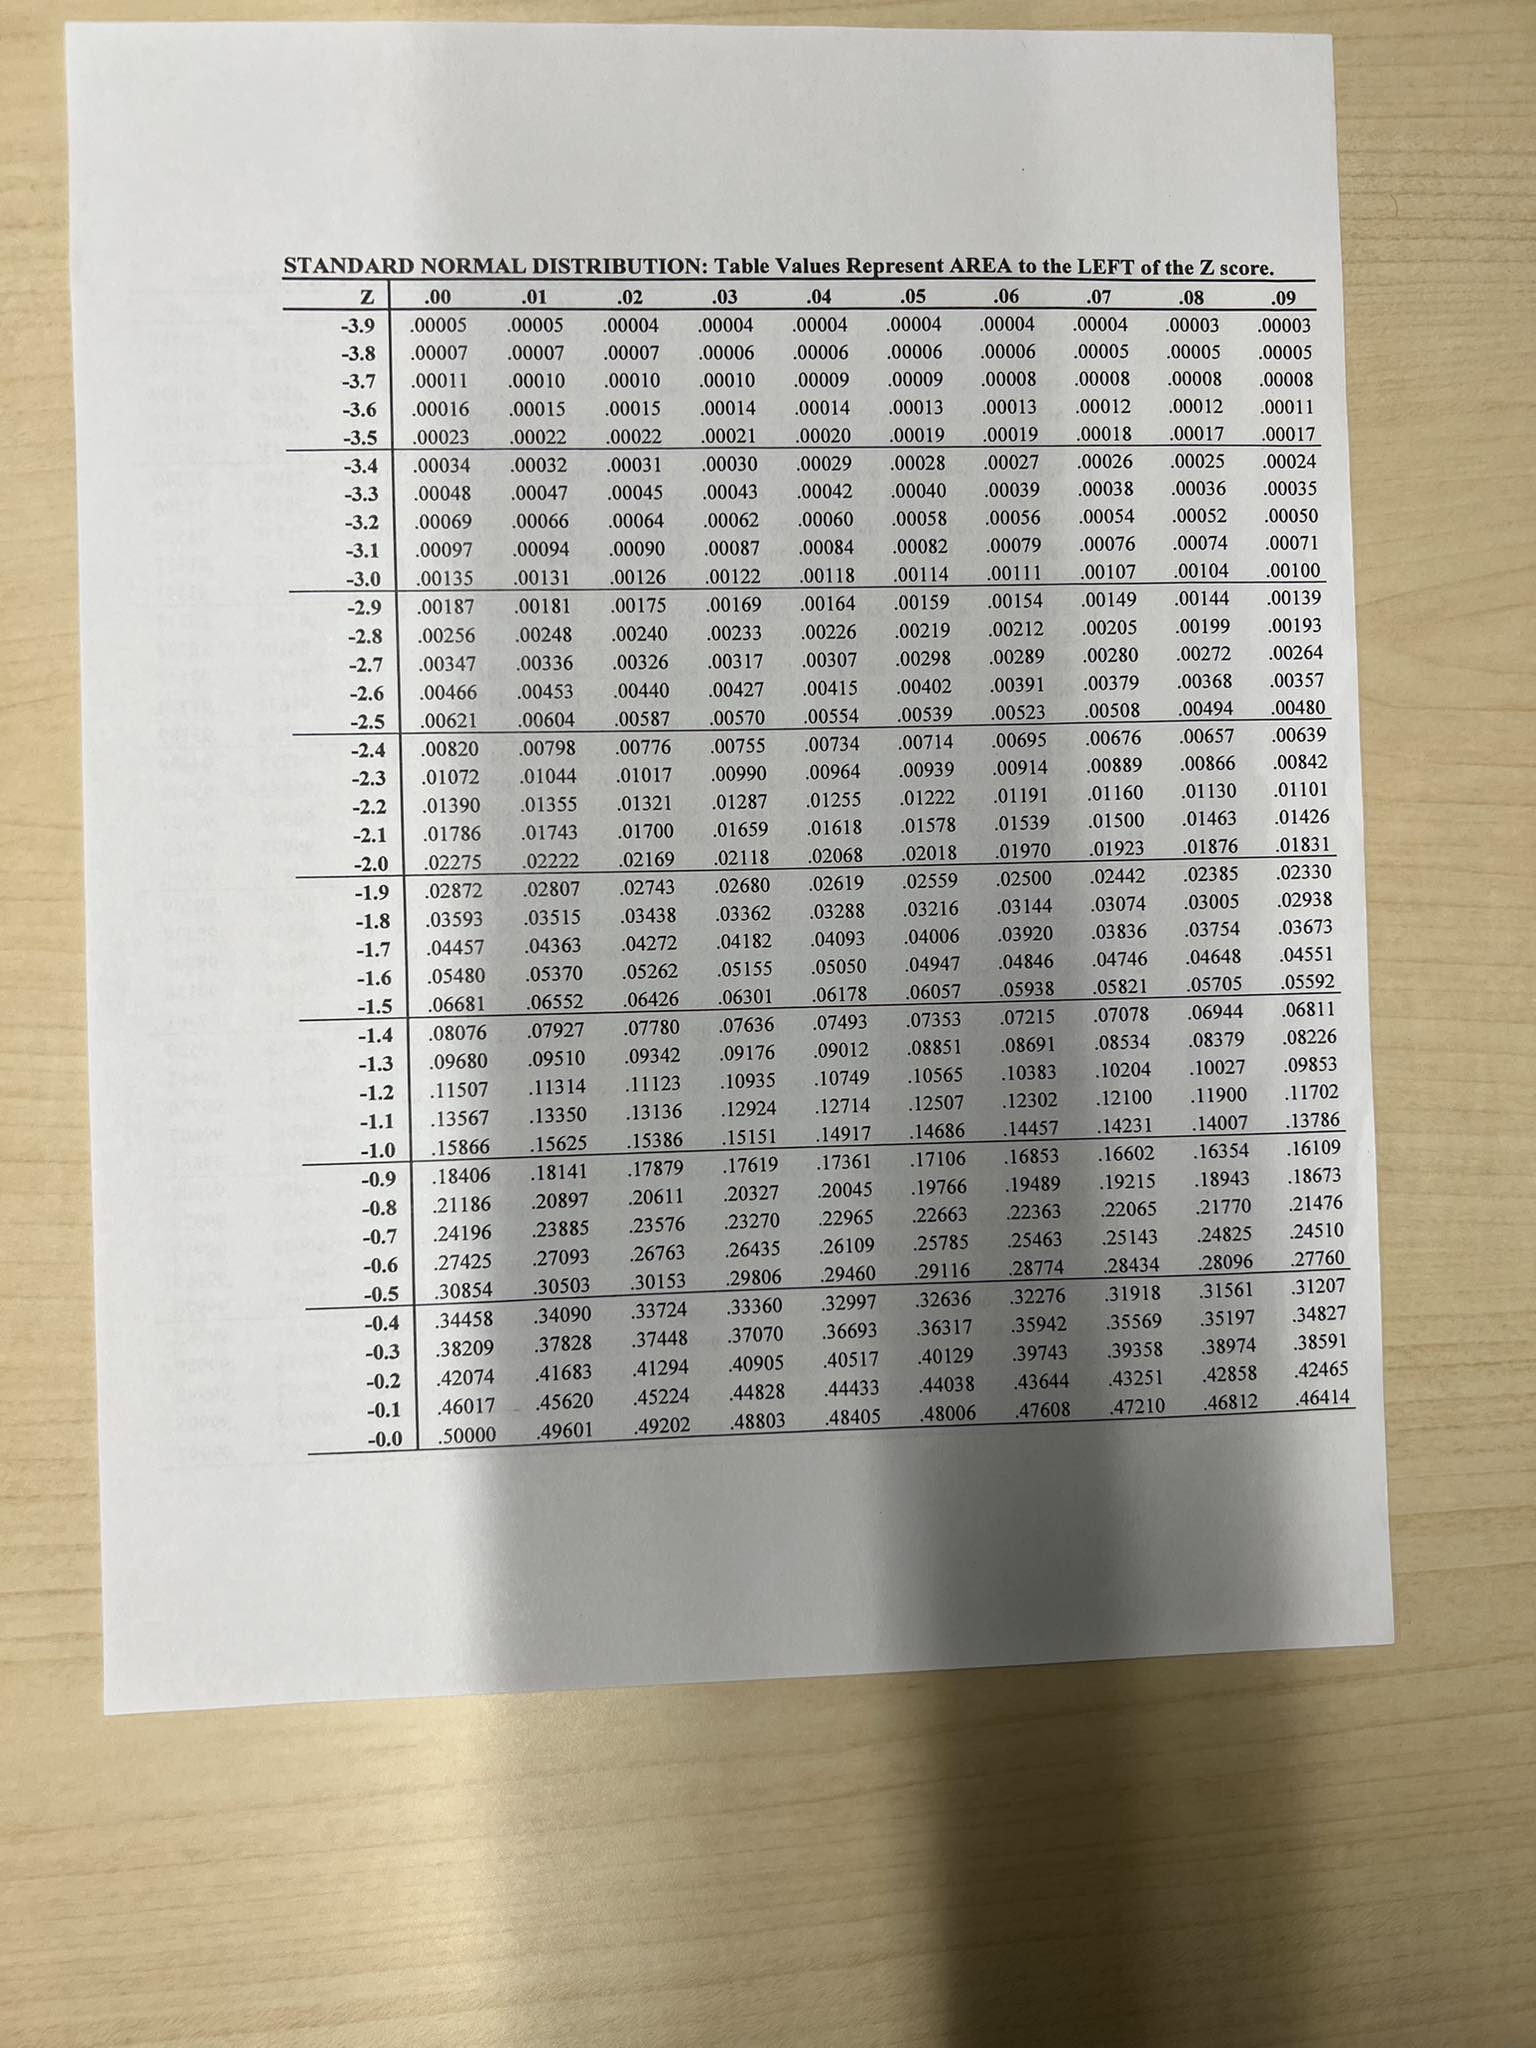 STANDARD NORMAL DISTRIBUTION: Table Values Represent AREA to the LEFT of the Z score.
Z .00 .01 .02 .03 .04 .05 .06 .07 .08 .09
-3.9 .00005 .00005 .00004 .00004 .00004 .00004 .00004 .00004 .00003 .00003
-3.8 .00007 .00007 .00007 .00006 .00006 .00006 .00006 .00005 .00005 .00005
-3.7 .00011 .00010 .00010 .00010 .00009 .00009 .00008 .00008 .00008 .00008
-3.6 .00016 .00015 .00015 .00014 .00014 .00013 .00013 .00012 .00012 .00011
-3.5 .00023 .00022 .00022 .00021 .00020 .00019 .00019 .00018 .00017 .00017
-3.4 .00034 .00032 .00031 .00030 .00029 .00028 .00027 .00026 .00025 .00024
-3.3 .00048 .00047 .00045 .00043 .00042 .00040 .00039 .00038 .00036 .00035
-3.2 .00069 .00066 .00064 .00062 .00060 .00058 .00056 .00054 .00052 .00050
-3.1 .00097 .00094 .00090 .00087 .00084 .00082 .00079 .00076 .00074 .00071
-3.0 .00135 .00131 .00126 .00122 .00118 .00114 .00111 .00107 .00104 .00100
-2.9 .00187 .00181 .00175 .00169 .00164 .00159 .00154 .00149 .00144 .00139
-2.8 .00256 .00248 .00240 .00233 .00226 .00219 .00212 .00205 .00199 .00193
-2.7 .00347 .00336 .00326 .00317 .00307 .00298 .00289 .00280 .00272 .00264
-2.6 .00466 .00453 .00440 .00427 .00415 .00402 .00391 .00379 .00368 .00357
-2.5 .00621 .00604 .00587 .00570 .00554 .00539 .00523 .00508 .00494 .00480
-2.4 .00820 .00798 .00776 .00755 .00734 .00714 .00695 .00676 .00657 .00639
-2.3 .01072 .01044 .01017 .00990 .00964 .00939 .00914 .00889 .00866 .00842
-2.2 .01390 .01355 .01321 .01287 .01255 .01222 .01191 .01160 .01130 .01101
-2.1 .01786 .01743 .01700 .01659 .01618 .01578 .01539 .01500 .01463 .01426
-2.0 .02275 .02222 .02169 .02118 .02068 .02018 .01970 .01923 .01876 .01831
-1.9 .02872 .02807 .02743 .02680 .02619 .02559 .02500 .02442 .02385 .02330
-1.8 .03593 .03515 .03438 .03362 .03288 .03216 .03144 .03074 .03005 .02938
-1.7 .04457 .04363 .04272 .04182 .04093 .04006 .03920 .03836 .03754 .03673
-1.6 .05480 .05370 .05262 .05155 .05050 .04947 .04846 .04746 .04648 .04551
-1.5 .06681 .06552 .06426 .06301 .06178 .06057 .05938 .05821 .05705 .05592
-1.4 .08076 .07927 .07780 .07636 .07493 .07353 .07215 .07078 .06944 .06811
-1.3 .09680 .09510 .09342 .09176 .09012 .08851 .08691 .08534 .08379 .08226
-1.2 .11507 .11314 .11123 .10935 .10749 .10565 .10383 .10204 .10027 .09853
-1.1 .13567 .13350 .13136 .12924 .12714 .12507 .12302 .12100 .11900 .11702
-1.0 .15866 .15625 .15386 .15151 .14917 .14686 .14457 .14231 .14007 .13786
-0.9 .18406 .18141 .17879 .17619 .17361 .17106 .16853 .16602 .16354 .16109
-0.8 .21186 .20897 .20611 .20327 .20045 .19766 .19489 .19215 .18943 .18673
-0.7 .24196 .23885 .23576 .23270 .22965 .22663 .22363 .22065 .21770 .21476
-0.6 .27425 .27093 .26763 .26435 .26109 .25785 .25463 .25143 .24825 .24510
-0.5 .30854 .30503 .30153 .29806 .29460 .29116 .28774 .28434 .28096 .27760
-0.4 .34458 .34090 .33724 .33360 .32997 .32636 .32276 .31918 .31561 .31207
-0.3 .38209 .37828 .37448 .37070 .36693 .36317 .35942 .35569 .35197 .34827
-0.2 .42074 .41683 .41294 .40905 .40517 .40129 .39743 .39358 .38974 .38591
-0.1 .46017 .45620 .45224 .44828 .44433 .44038 .43644 .43251 .42858 .42465
-0.0 .50000 .49601 .49202 .48803 .48405 .48006 .47608 .47210 .46812 .46414